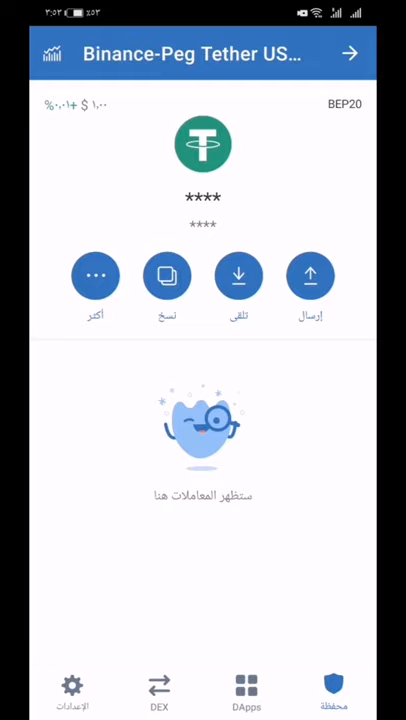 ٣:٥٣ ٪٥٣
Binance-Peg Tether US...
%٠,٠١+ $ ١,٠٠
BEP20
****
****
إرسال
تلقى
نسخ
أكثر
ستظهر المعاملات هنا
محفظة
DApps
DEX
الإعدادات